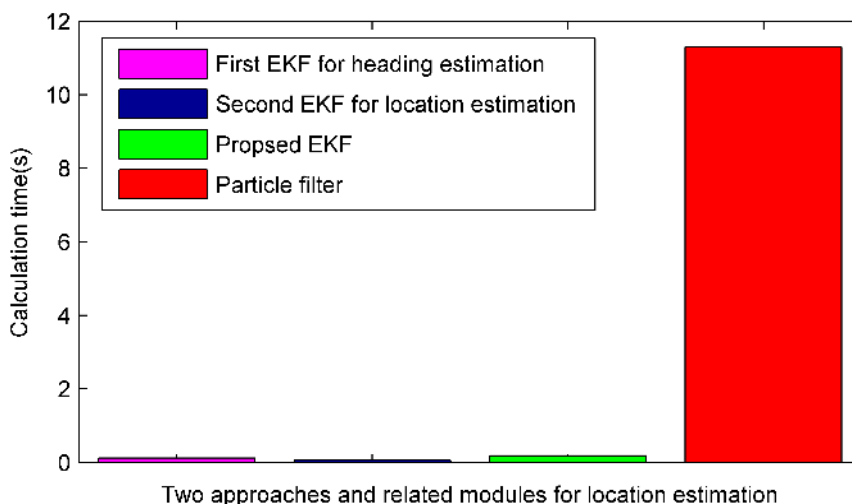 12
10
8
6
4
2
0
Calculation time(s)
First EKF for heading estimation
Second EKF for location estimation
Propsed EKF
Particle filter
Two approaches and related modules for location estimation